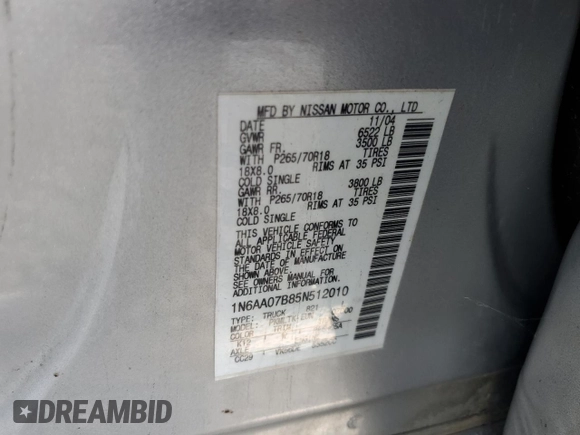 MFD BY NISSAN MOTOR CO., LTD
DATE 11/04
GVWR 6522 LB
GAWR FR. 3500 LB
WITH P265/70R18 TIRES
18X8.0 RIMS AT 35 PSI
COLD SINGLE
GAWR RR. 3800 LB
WITH P265/70R18 TIRES
18X8.0 RIMS AT 35 PSI
COLD SINGLE
THIS VEHICLE CONFORMS TO
ALL APPLICABLE FEDERAL
MOTOR VEHICLE SAFETY
STANDARDS IN EFFECT ON
THE DATE OF MANUFACTURE
SHOWN ABOVE.
SEE OWNERS MANUAL FOR
ADDITIONAL INFORMATION
1N6AA07B85N512010
TYPE: TRUCK
MODEL:
COLOR
AXLE
DREAMBID
DREAMBID